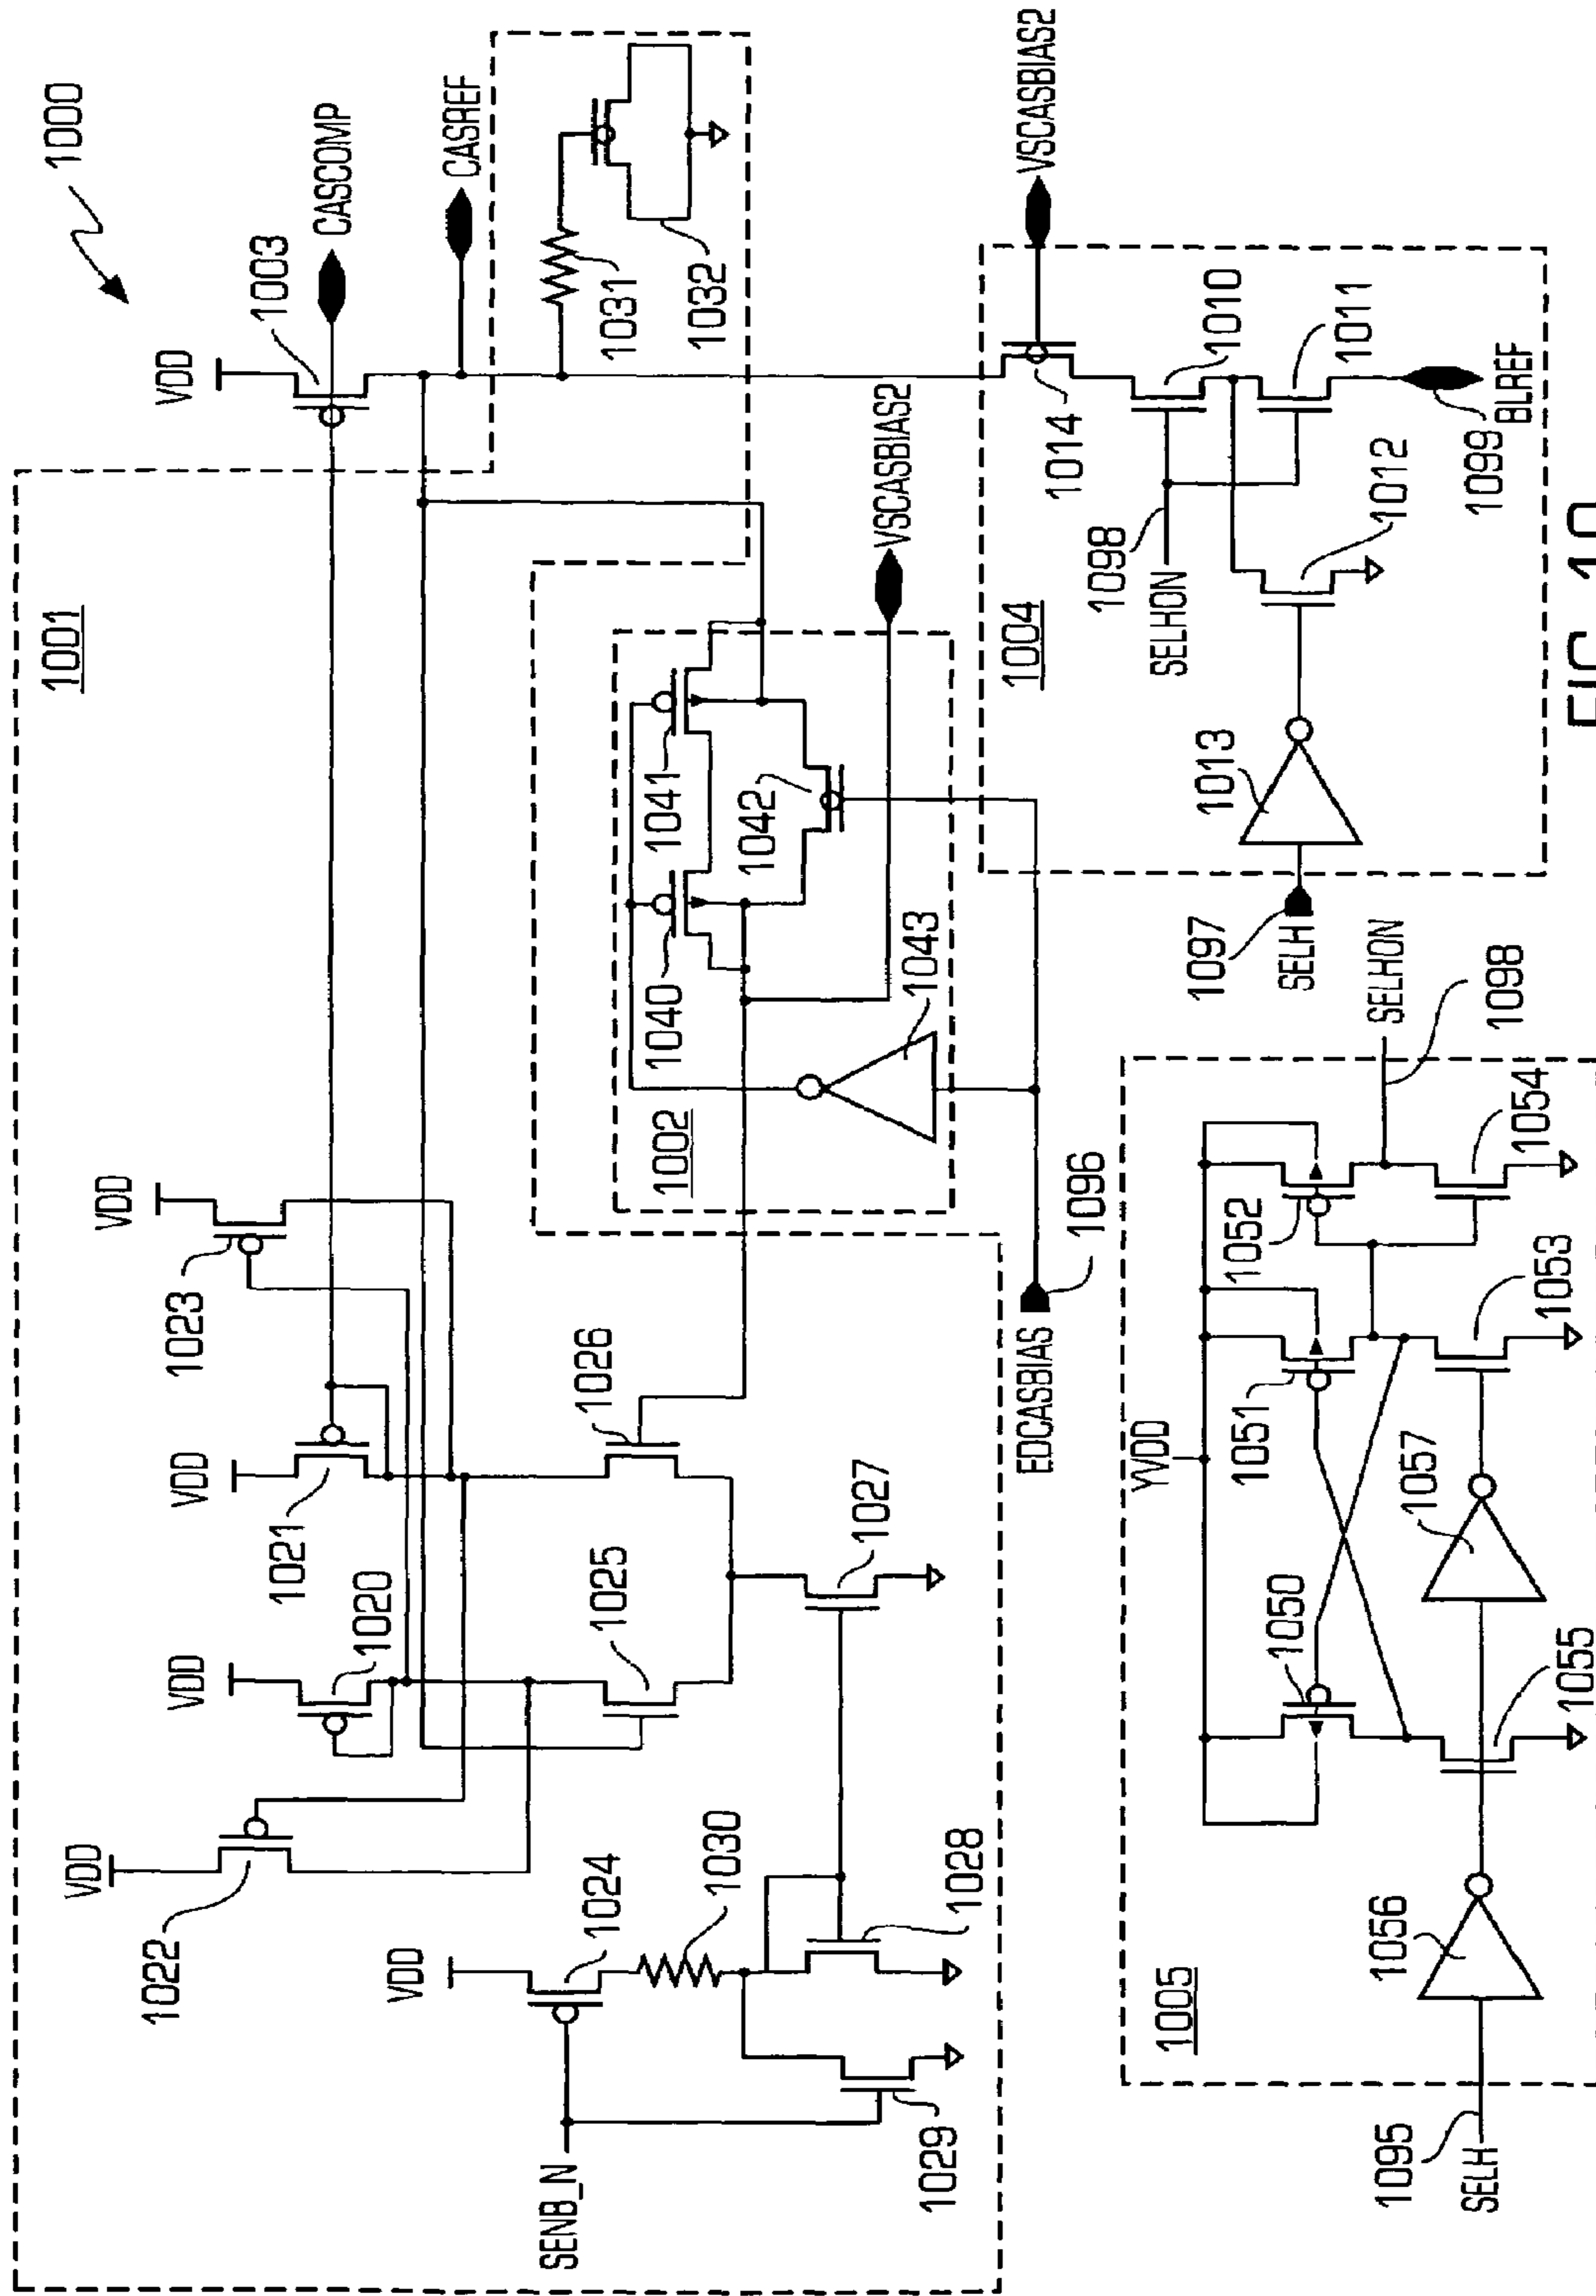 1000
1001
VDD
VDD
1022
VDD
VDD
1023
VDD
1003
CASCOMP
1021
1020
VDD
CASREF
SENB_N
1024
1025
1026
1031
1030
1040
1041
1002
1032
1042
1027
VSCASBIAS2
1029
1028
1043
1004
EDCASBIAS
1096
1014
VSCASBIAS2
1098
SELHON
YVDD
1005
1050
1051
1052
1097
SELH
1013
1010
1011
1012
1056
1057
SELHON
1095
SELH
1099
BLREF
1098
1055
1053
1054
FIG. 10